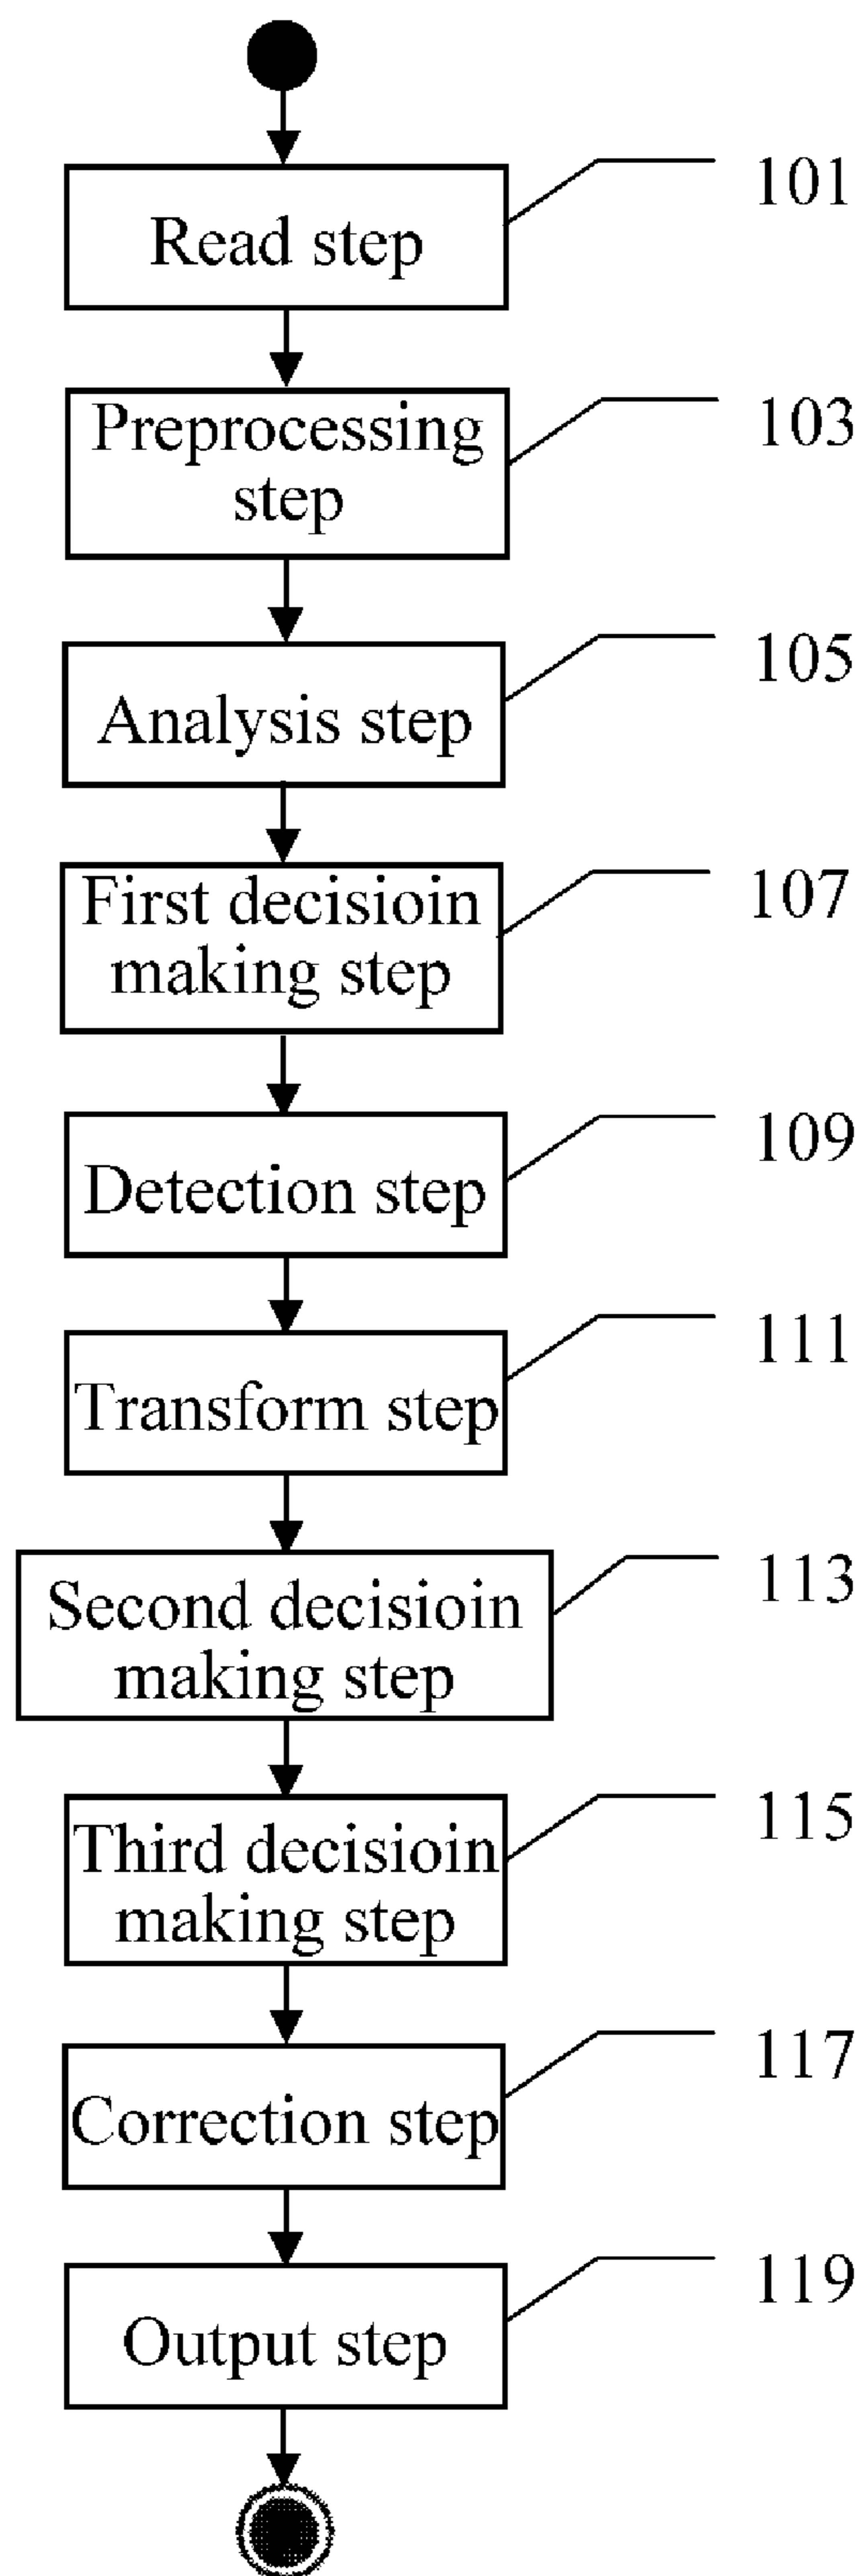 Read step
101
Preprocessing
step
103
Analysis step
105
First decisioin
making step
107
Detection step
109
Transform step
111
Second decisioin
making step
113
Third decisioin
making step
115
Correction step
117
Output step
119